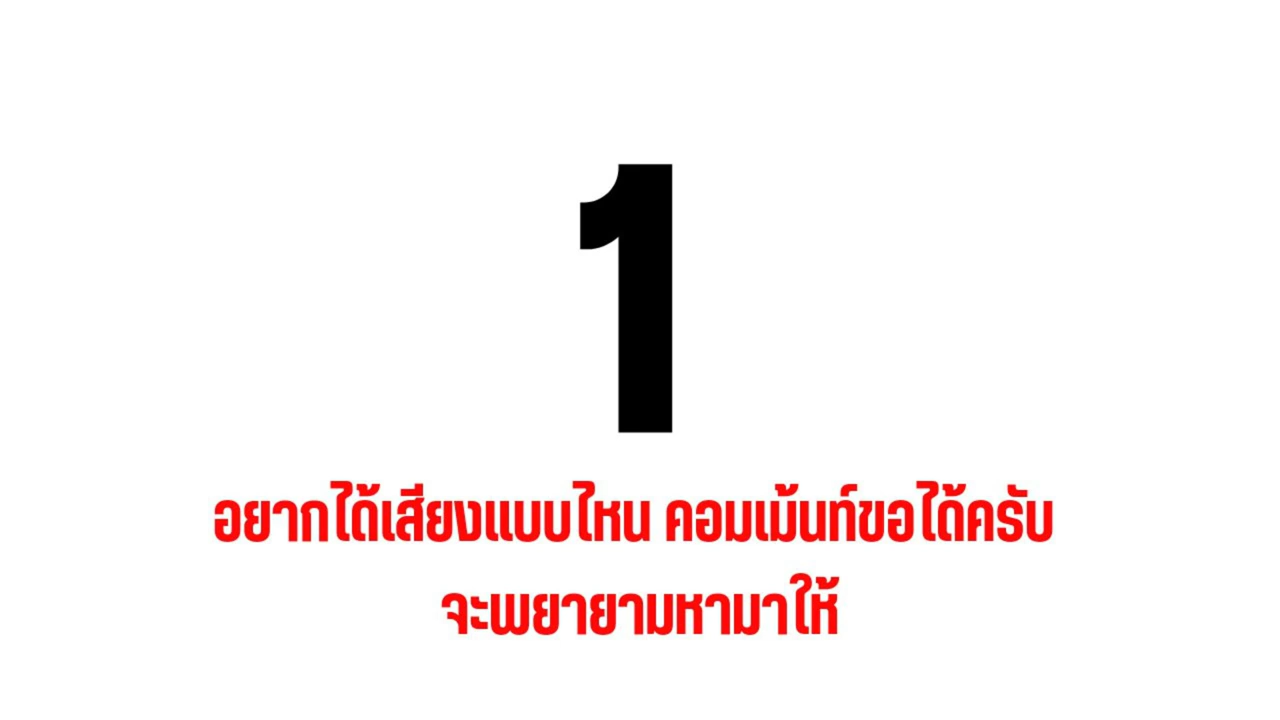 1
อยากได้เสียงแบบไหน คอมเม้นท์ขอได้ครับ
จะพยายามหามาให้